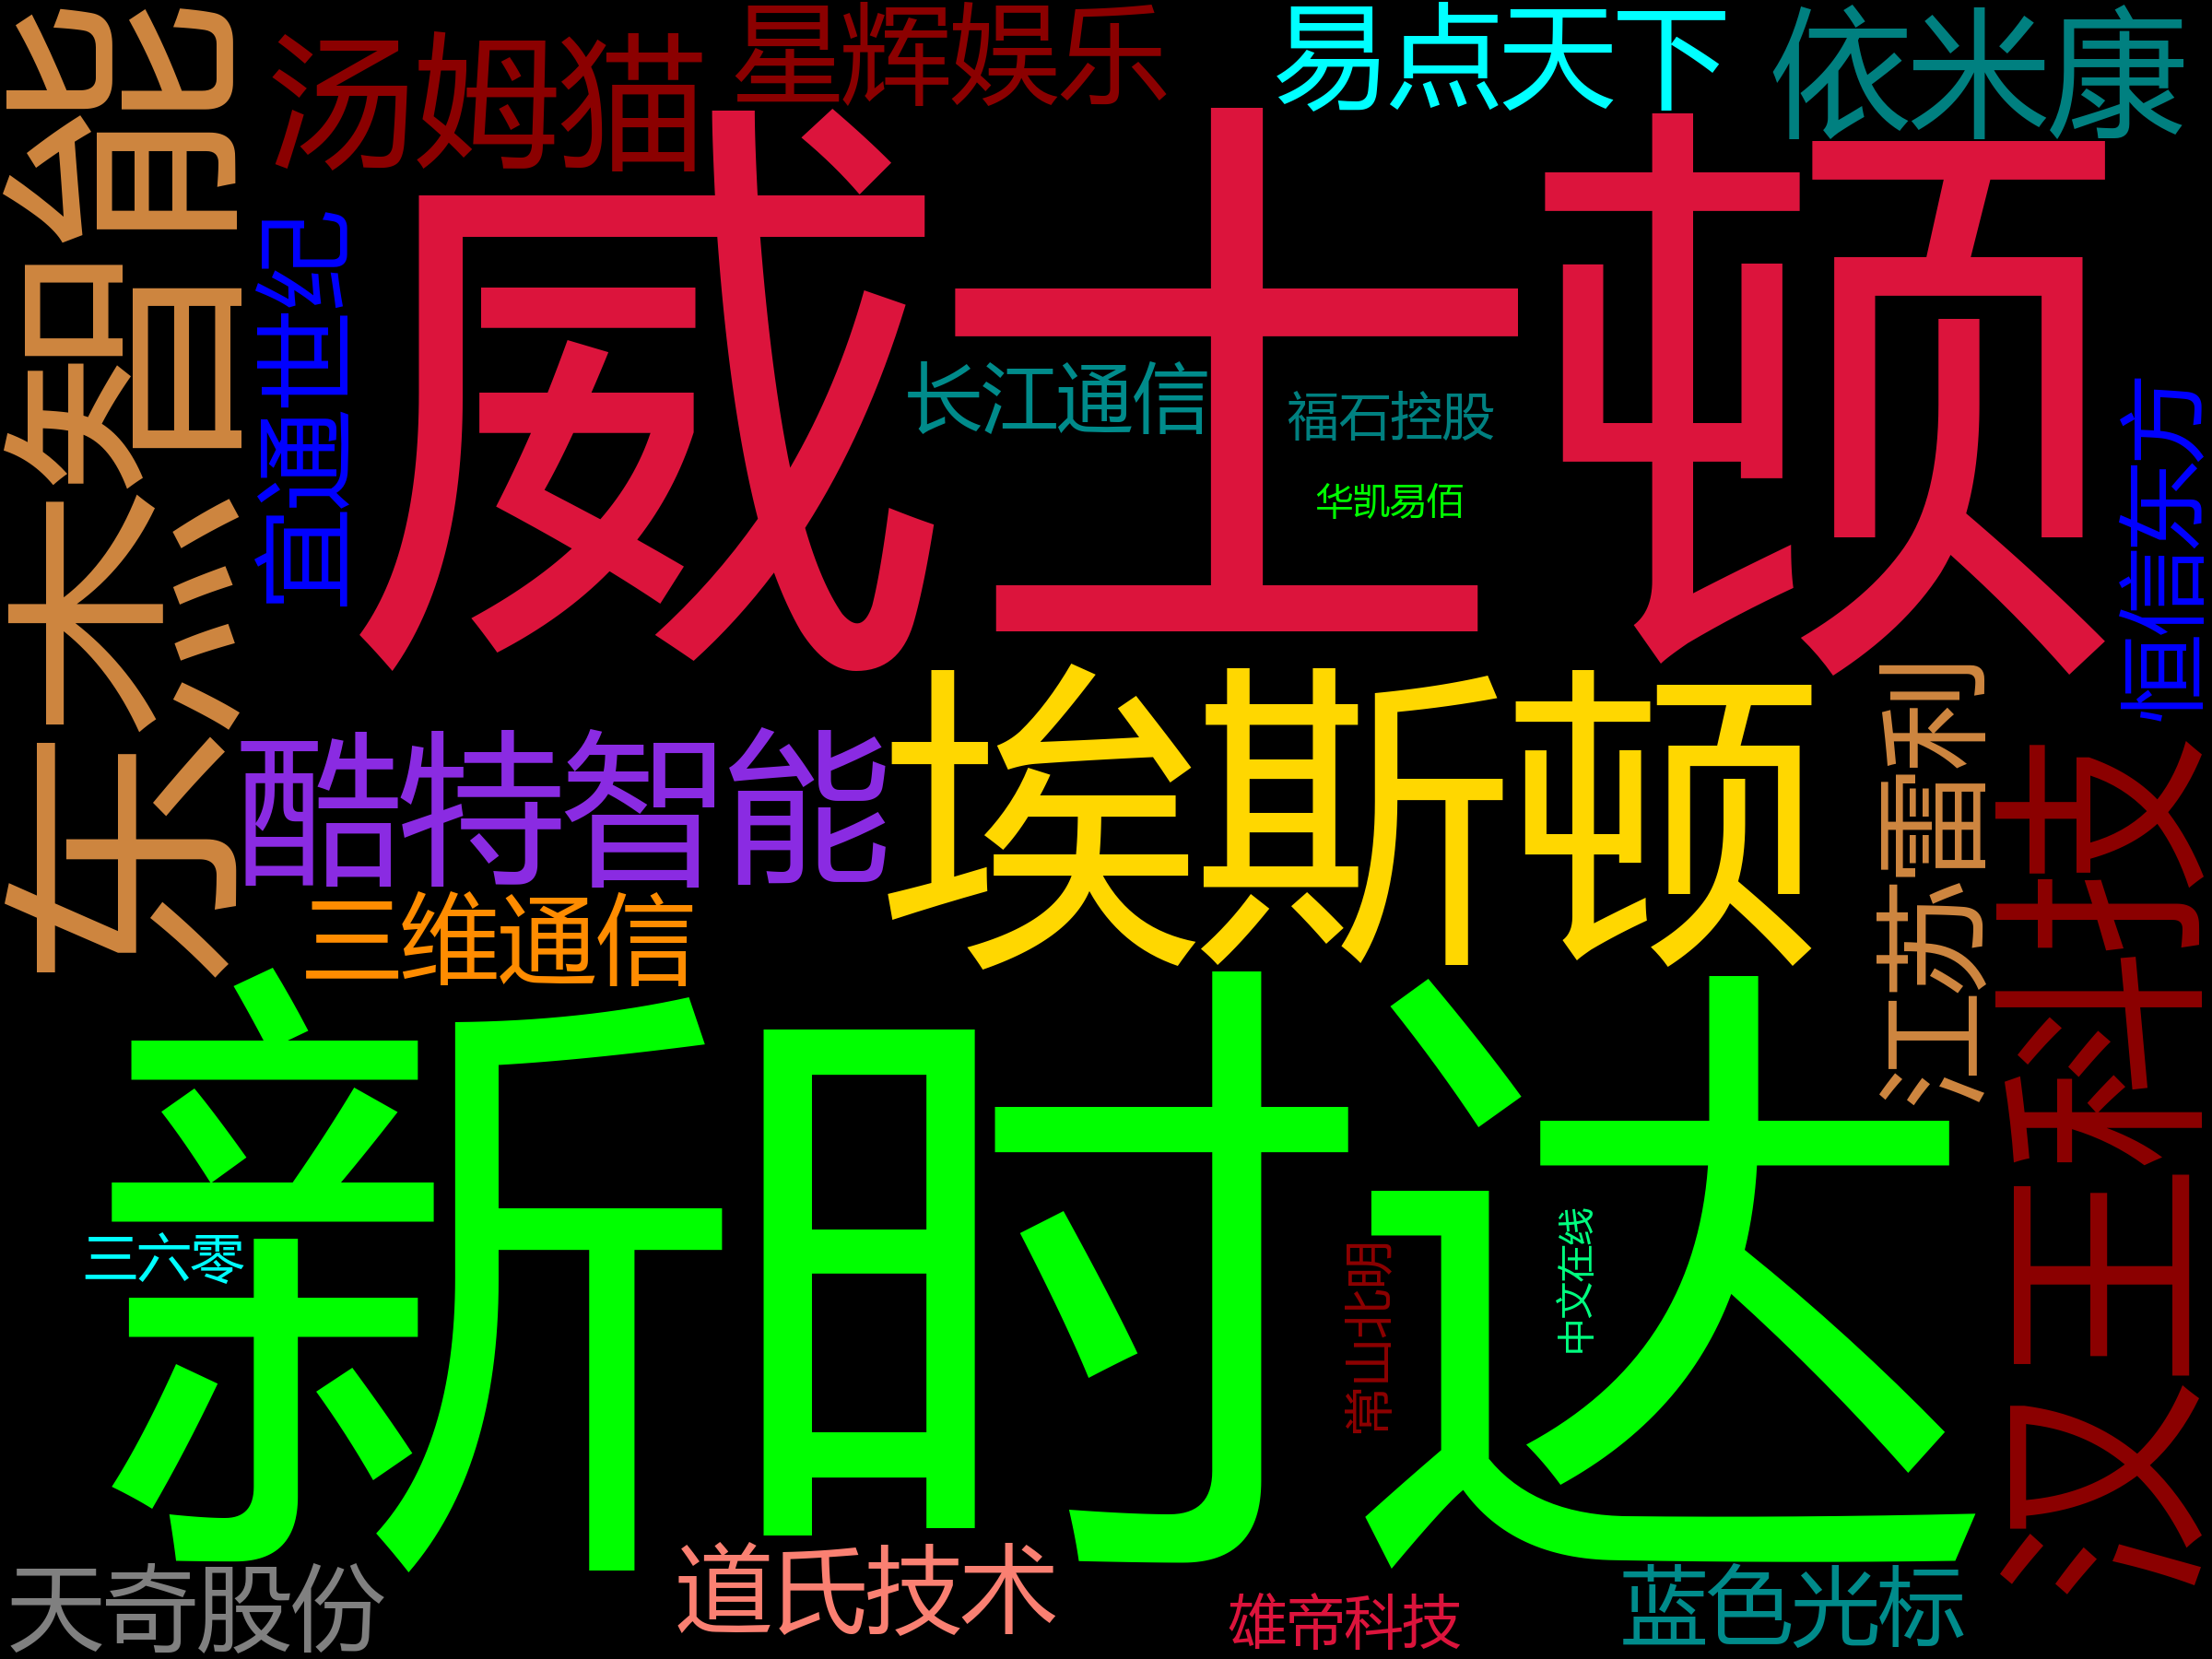 汤姆猫
星辉娱乐
易点天下
依米康
东杰智能
宜通世纪
威士顿
长江通信
福石控股
华凯易佰
恒信东方
酷特智能
埃斯顿
江苏雷利
汉王科技
三维通信
新时达
三六零
常山北明
中文在线
天奇股份
道氏技术
雄帝科技
蓝色光标